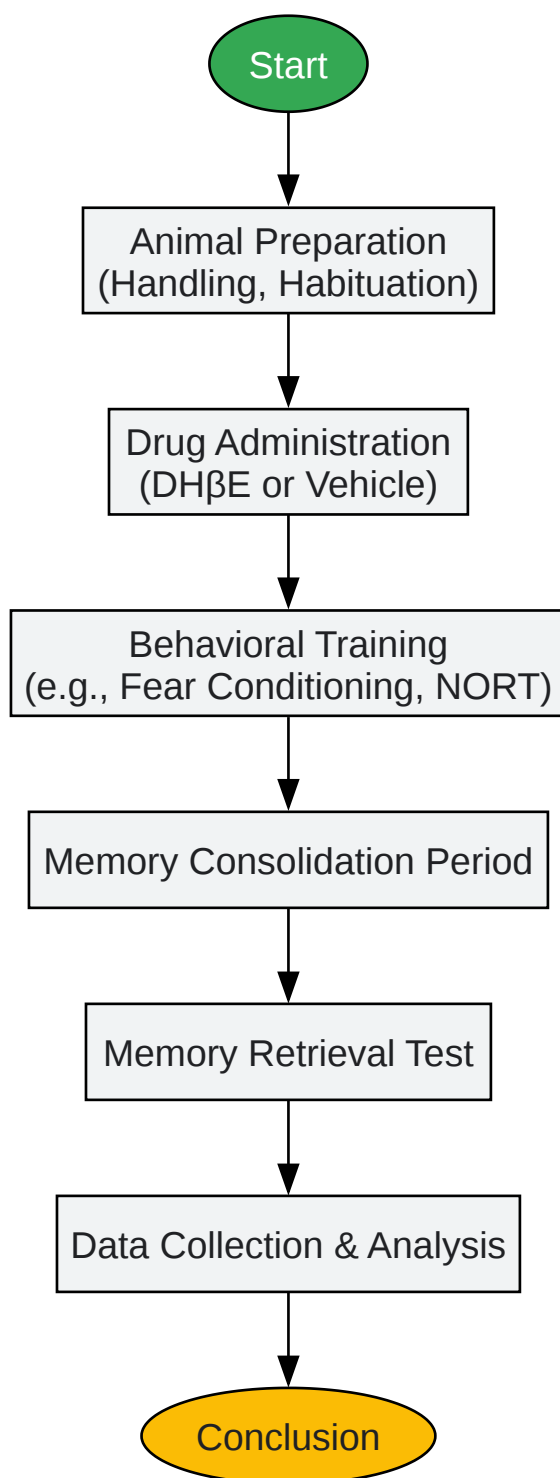 Start
Animal Preparation
(Handling, Habituation)
Drug Administration
(DHβE or Vehicle)
Behavioral Training
(e.g., Fear Conditioning, NORT)
Memory Consolidation Period
Memory Retrieval Test
Data Collection & Analysis
Conclusion